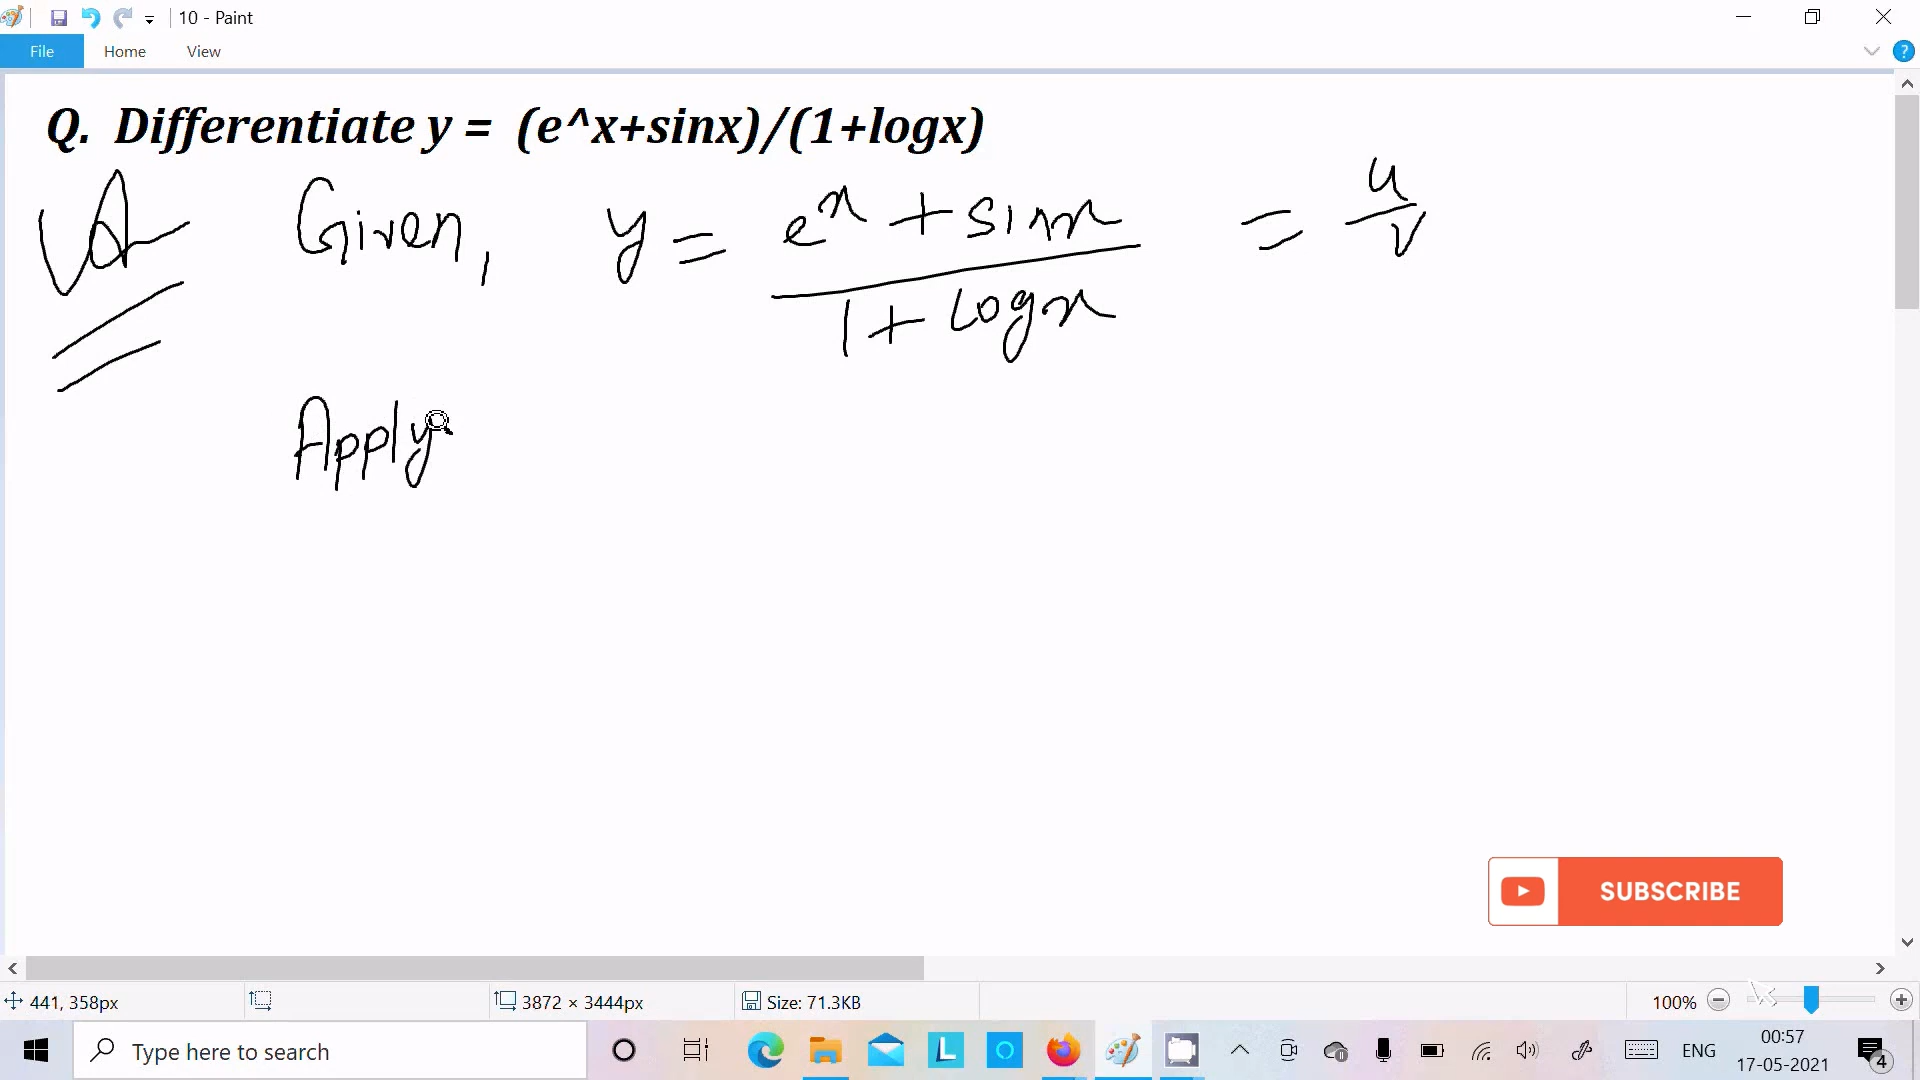 10 - Paint
File Home View
Q. Differentiate y = (e^x+sinx)/(1+logx)
Given, y = e^x + sinx / 1 + logx = u/v
Apply
SUBSCRIBE
441, 358px 3872 × 3444px Size: 71.3KB 100%
Type here to search ENG 00:57
17-05-2021 4